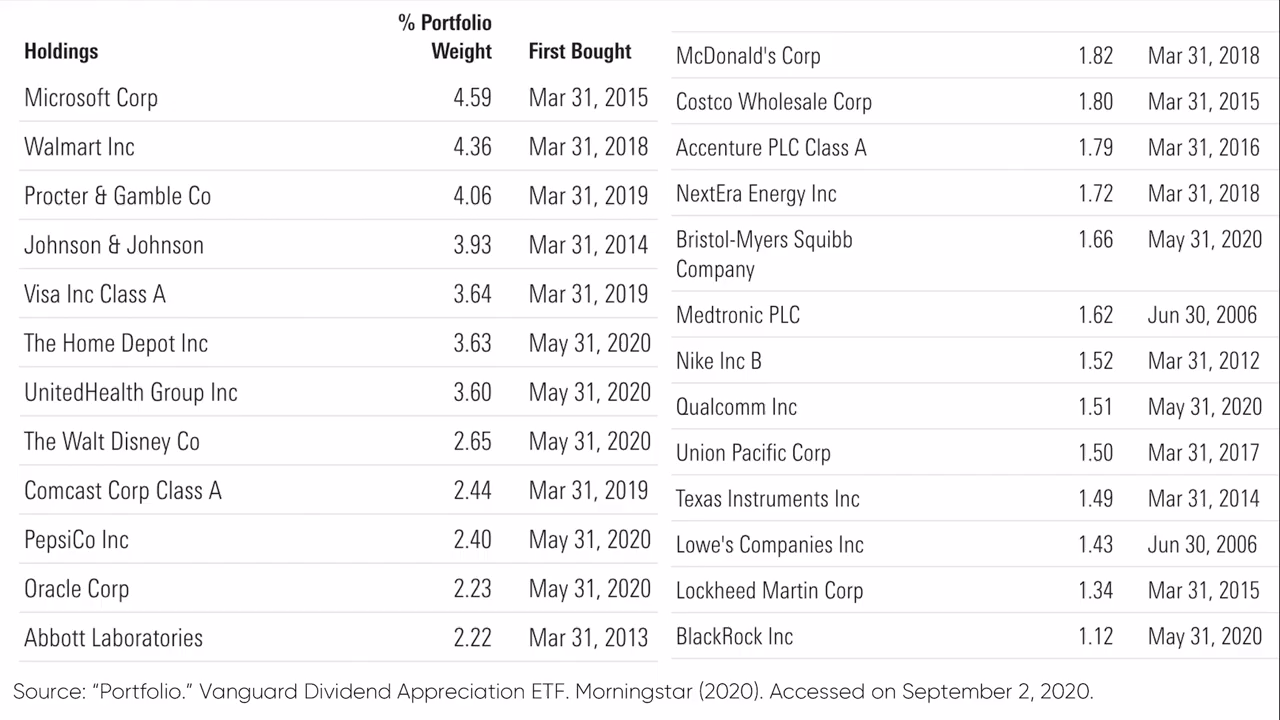 Holdings % Portfolio Weight First Bought
Microsoft Corp 4.59 Mar 31, 2015
Walmart Inc 4.36 Mar 31, 2018
Procter & Gamble Co 4.06 Mar 31, 2019
Johnson & Johnson 3.93 Mar 31, 2014
Visa Inc Class A 3.64 Mar 31, 2019
The Home Depot Inc 3.63 May 31, 2020
UnitedHealth Group Inc 3.60 May 31, 2020
The Walt Disney Co 2.65 May 31, 2020
Comcast Corp Class A 2.44 Mar 31, 2019
PepsiCo Inc 2.40 May 31, 2020
Oracle Corp 2.23 May 31, 2020
Abbott Laboratories 2.22 Mar 31, 2013
McDonald's Corp 1.82 Mar 31, 2018
Costco Wholesale Corp 1.80 Mar 31, 2015
Accenture PLC Class A 1.79 Mar 31, 2016
NextEra Energy Inc 1.72 Mar 31, 2018
Bristol-Myers Squibb 1.66 May 31, 2020
Company
Medtronic PLC 1.62 Jun 30, 2006
Nike Inc B 1.52 Mar 31, 2012
Qualcomm Inc 1.51 May 31, 2020
Union Pacific Corp 1.50 Mar 31, 2017
Texas Instruments Inc 1.49 Mar 31, 2014
Lowe's Companies Inc 1.43 Jun 30, 2006
Lockheed Martin Corp 1.34 Mar 31, 2015
BlackRock Inc 1.12 May 31, 2020
Source: “Portfolio.” Vanguard Dividend Appreciation ETF. Morningstar (2020). Accessed on September 2, 2020.